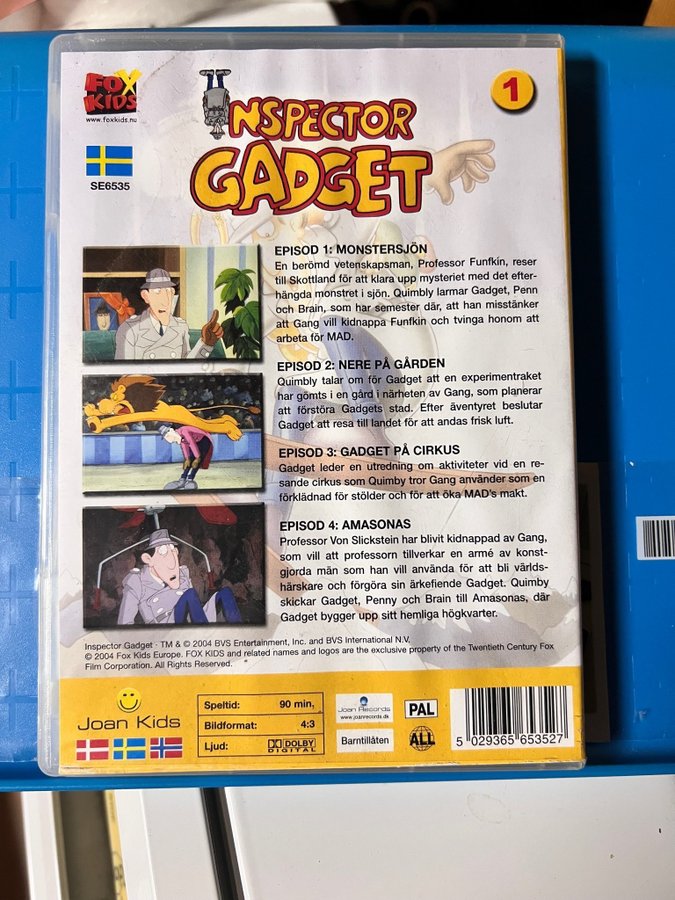 FOX
KIDS
www.foxkids.nu
1
INSPECTOR
GADGET
SE6535
EPISOD 1: MONSTERSJÖN
En berömd vetenskapsman, Professor Funfkin, reser
till Skottland för att klara upp mysteriet med det efter-
hängda monstret i sjön. Quimbly larmar Gadget, Penn
och Brain, som har semester där, att han misstänker
att Gang vill kidnappa Funfkin och tvinga honom att
arbeta för MAD.
EPISOD 2: NERE PÅ GÅRDEN
Quimby talar om för Gadget att en experimentraket
har gömts i en gård i närheten av Gang, som planerar
att förstöra Gadgets stad. Efter äventyret beslutar
Gadget att resa till landet för att andas frisk luft.
EPISOD 3: GADGET PÅ CIRKUS
Gadget leder en utredning om aktiviteter vid en re-
sande cirkus som Quimby tror Gang använder som en
förklädnad för stölder och för att öka MAD's makt.
EPISOD 4: AMASONAS
Professor Von Slickstein har blivit kidnappad av Gang,
som vill att professorn tillverkar en armé av konst-
gjorda män som han vill använda för att bli världs-
härskare och förgöra sin ärkefiende Gadget. Quimby
skickar Gadget, Penny och Brain till Amasonas, där
Gadget bygger upp sitt hemliga högkvarter.
Inspector Gadget - TM & © 2004 BVS Entertainment, Inc. and BVS International N.V.
© 2004 Fox Kids Europe. FOX KIDS and related names and logos are the exclusive property of the Twentieth Century Fox
Film Corporation. All Rights Reserved.
Joan Kids
Speltid: 90 min,
Bildformat: 4:3
Ljud: DOLBY
DIGITAL
Joan Records
www.joanrecords.dk
Barntillåten
PAL
ALL
5 029365 653527